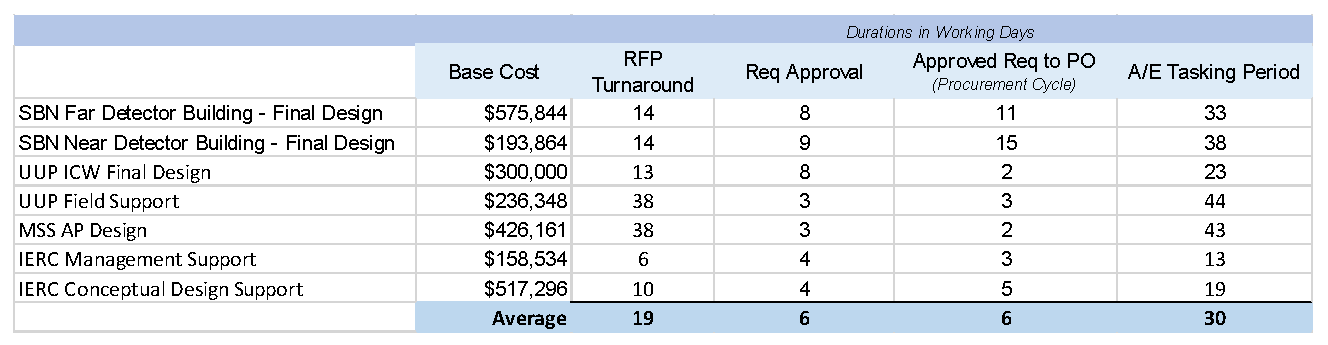 Durations in Working Days
Base Cost RFP Turnaround Req Approval Approved Req to PO (Procurement Cycle) A/E Tasking Period
SBN Far Detector Building - Final Design $575,844 14 8 11 33
SBN Near Detector Building - Final Design $193,864 14 9 15 38
UUP ICW Final Design $300,000 13 8 2 23
UUP Field Support $236,348 38 3 3 44
MSS AP Design $426,161 38 3 2 43
IERC Management Support $158,534 6 4 3 13
IERC Conceptual Design Support $517,296 10 4 5 19
Average 19 6 6 30